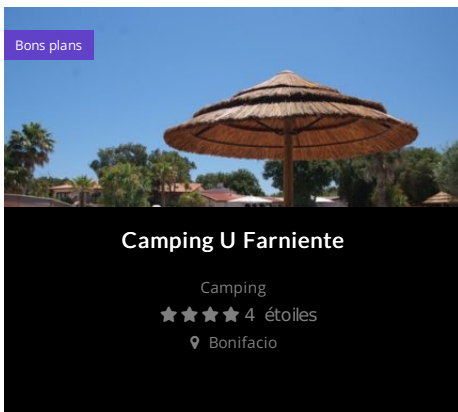 Bons plans
Camping U Farniente
Camping
4 étoiles
Bonifacio